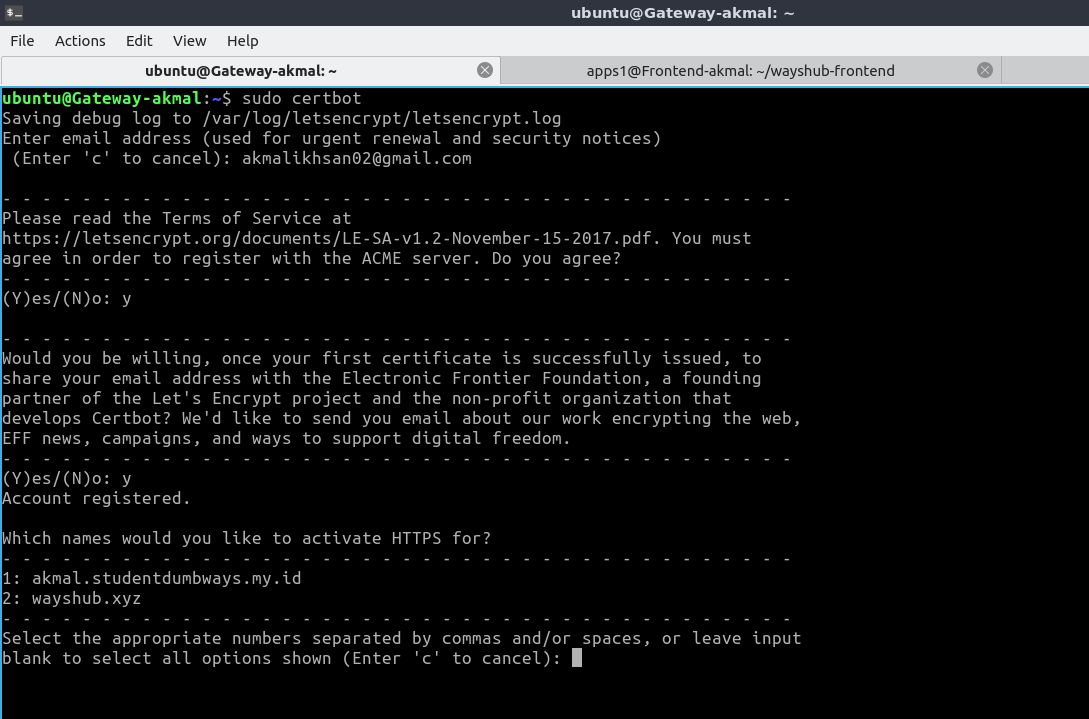 ubuntu@Gateway-akmal: ~
File Actions Edit View Help
ubuntu@Gateway-akmal: ~ apps1@Frontend-akmal: ~/wayshub-frontend
ubuntu@Gateway-akmal:~$ sudo certbot
Saving debug log to /var/log/letsencrypt/letsencrypt.log
Enter email address (used for urgent renewal and security notices)
 (Enter 'c' to cancel): akmalikhsan02@gmail.com
- - - - - - - - - - - - - - - - - - - - - - - - - - - - - - - - - - - - - - - -
Please read the Terms of Service at
https://letsencrypt.org/documents/LE-SA-v1.2-November-15-2017.pdf. You must
agree in order to register with the ACME server. Do you agree?
- - - - - - - - - - - - - - - - - - - - - - - - - - - - - - - - - - - - - - - -
(Y)es/(N)o: y
- - - - - - - - - - - - - - - - - - - - - - - - - - - - - - - - - - - - - - - -
Would you be willing, once your first certificate is successfully issued, to
share your email address with the Electronic Frontier Foundation, a founding
partner of the Let's Encrypt project and the non-profit organization that
develops Certbot? We'd like to send you email about our work encrypting the web,
EFF news, campaigns, and ways to support digital freedom.
- - - - - - - - - - - - - - - - - - - - - - - - - - - - - - - - - - - - - - - -
(Y)es/(N)o: y
Account registered.
Which names would you like to activate HTTPS for?
- - - - - - - - - - - - - - - - - - - - - - - - - - - - - - - - - - - - - - - -
1: akmal.studentdumbways.my.id
2: wayshub.xyz
- - - - - - - - - - - - - - - - - - - - - - - - - - - - - - - - - - - - - - - -
Select the appropriate numbers separated by commas and/or spaces, or leave input
blank to select all options shown (Enter 'c' to cancel):